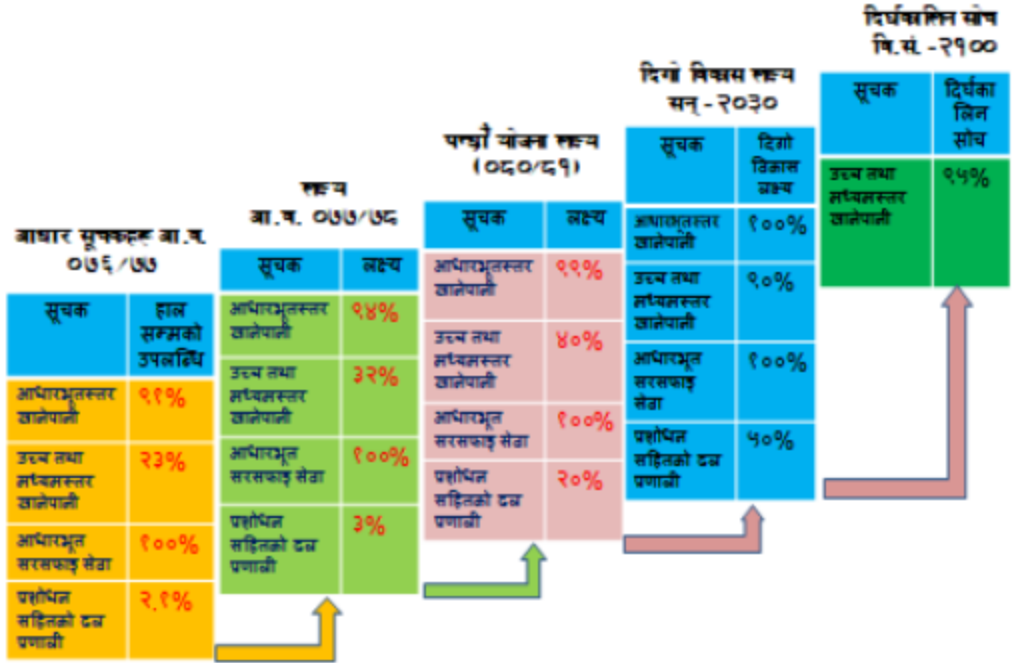 आधार सूचकहरु आ.व.
०७६/७७
सूचक
हाल
सम्मको
उपलब्धि
आधारभूतस्तर
खानेपानी
९१%
उच्च तथा
मध्यमस्तर
खानेपानी
२३%
आधारभूत
सरसफाइ सेवा
१००%
प्रशोधन
सहितको ढल
प्रणाली
२.१%
लक्ष्य
आ.व. ०७७/७८
सूचक
लक्ष्य
आधारभूतस्तर
खानेपानी
९४%
उच्च तथा
मध्यमस्तर
खानेपानी
३२%
आधारभूत
सरसफाइ सेवा
१००%
प्रशोधन
सहितको ढल
प्रणाली
३%
पन्ध्रौं योजना लक्ष्य
(०८०/८१)
सूचक
लक्ष्य
आधारभूतस्तर
खानेपानी
९९%
उच्च तथा
मध्यमस्तर
खानेपानी
४०%
आधारभूत
सरसफाइ सेवा
१००%
प्रशोधन
सहितको ढल
प्रणाली
२०%
दिगो विकास लक्ष्य
सन् -२०३०
सूचक
दिगो
विकास
लक्ष्य
आधारभूतस्तर
खानेपानी
१००%
उच्च तथा
मध्यमस्तर
खानेपानी
९०%
आधारभूत
सरसफाइ
सेवा
१००%
प्रशोधन
सहितको ढल
प्रणाली
५०%
दिर्घकालिन सोच
वि.सं. -२१००
सूचक
दिर्घका
लिन
सोच
उच्च तथा
मध्यमस्तर
खानेपानी
९५%